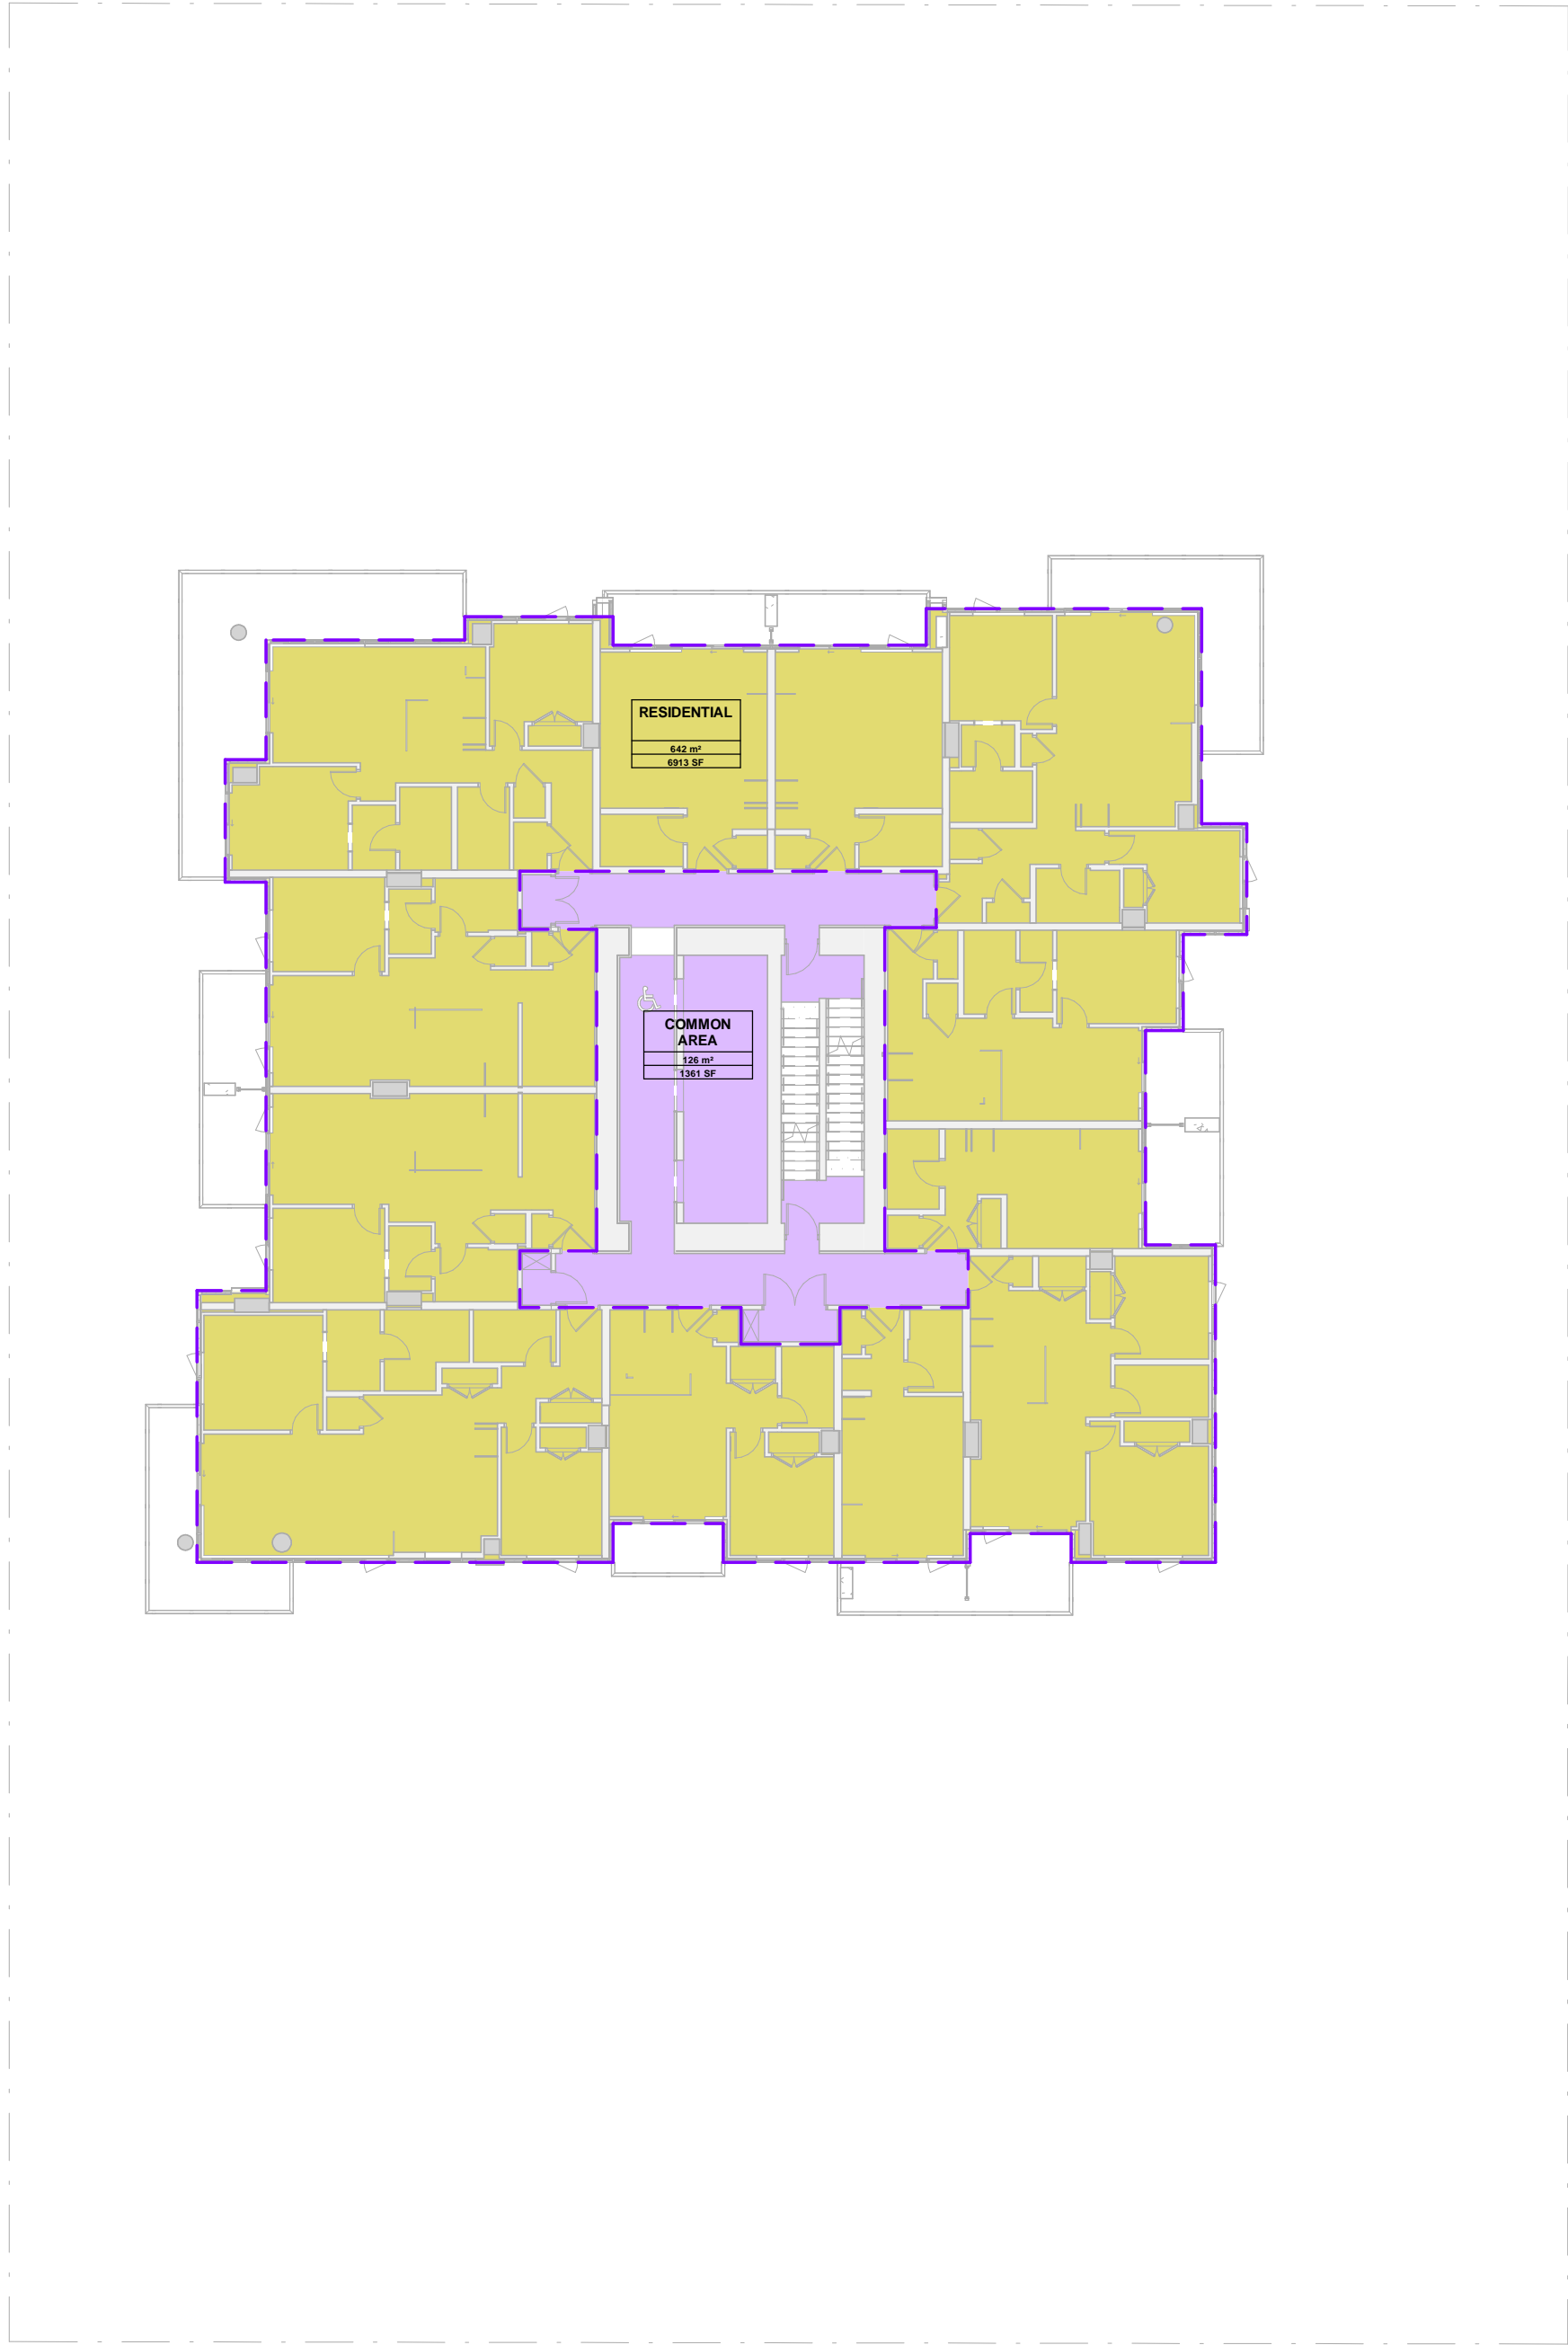 RESIDENTIAL
642 m²
6913 SF
COMMON
AREA
126 m²
1361 SF